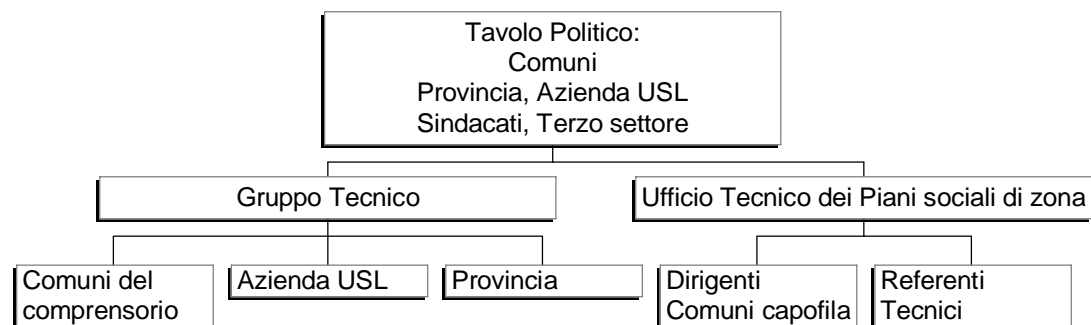 Tavolo Politico:
Comuni
Provincia, Azienda USL
Sindacati, Terzo settore
Gruppo Tecnico
Ufficio Tecnico dei Piani sociali di zona
Comuni del
comprensorio
Azienda USL
Provincia
Dirigenti
Comuni capofila
Referenti
Tecnici